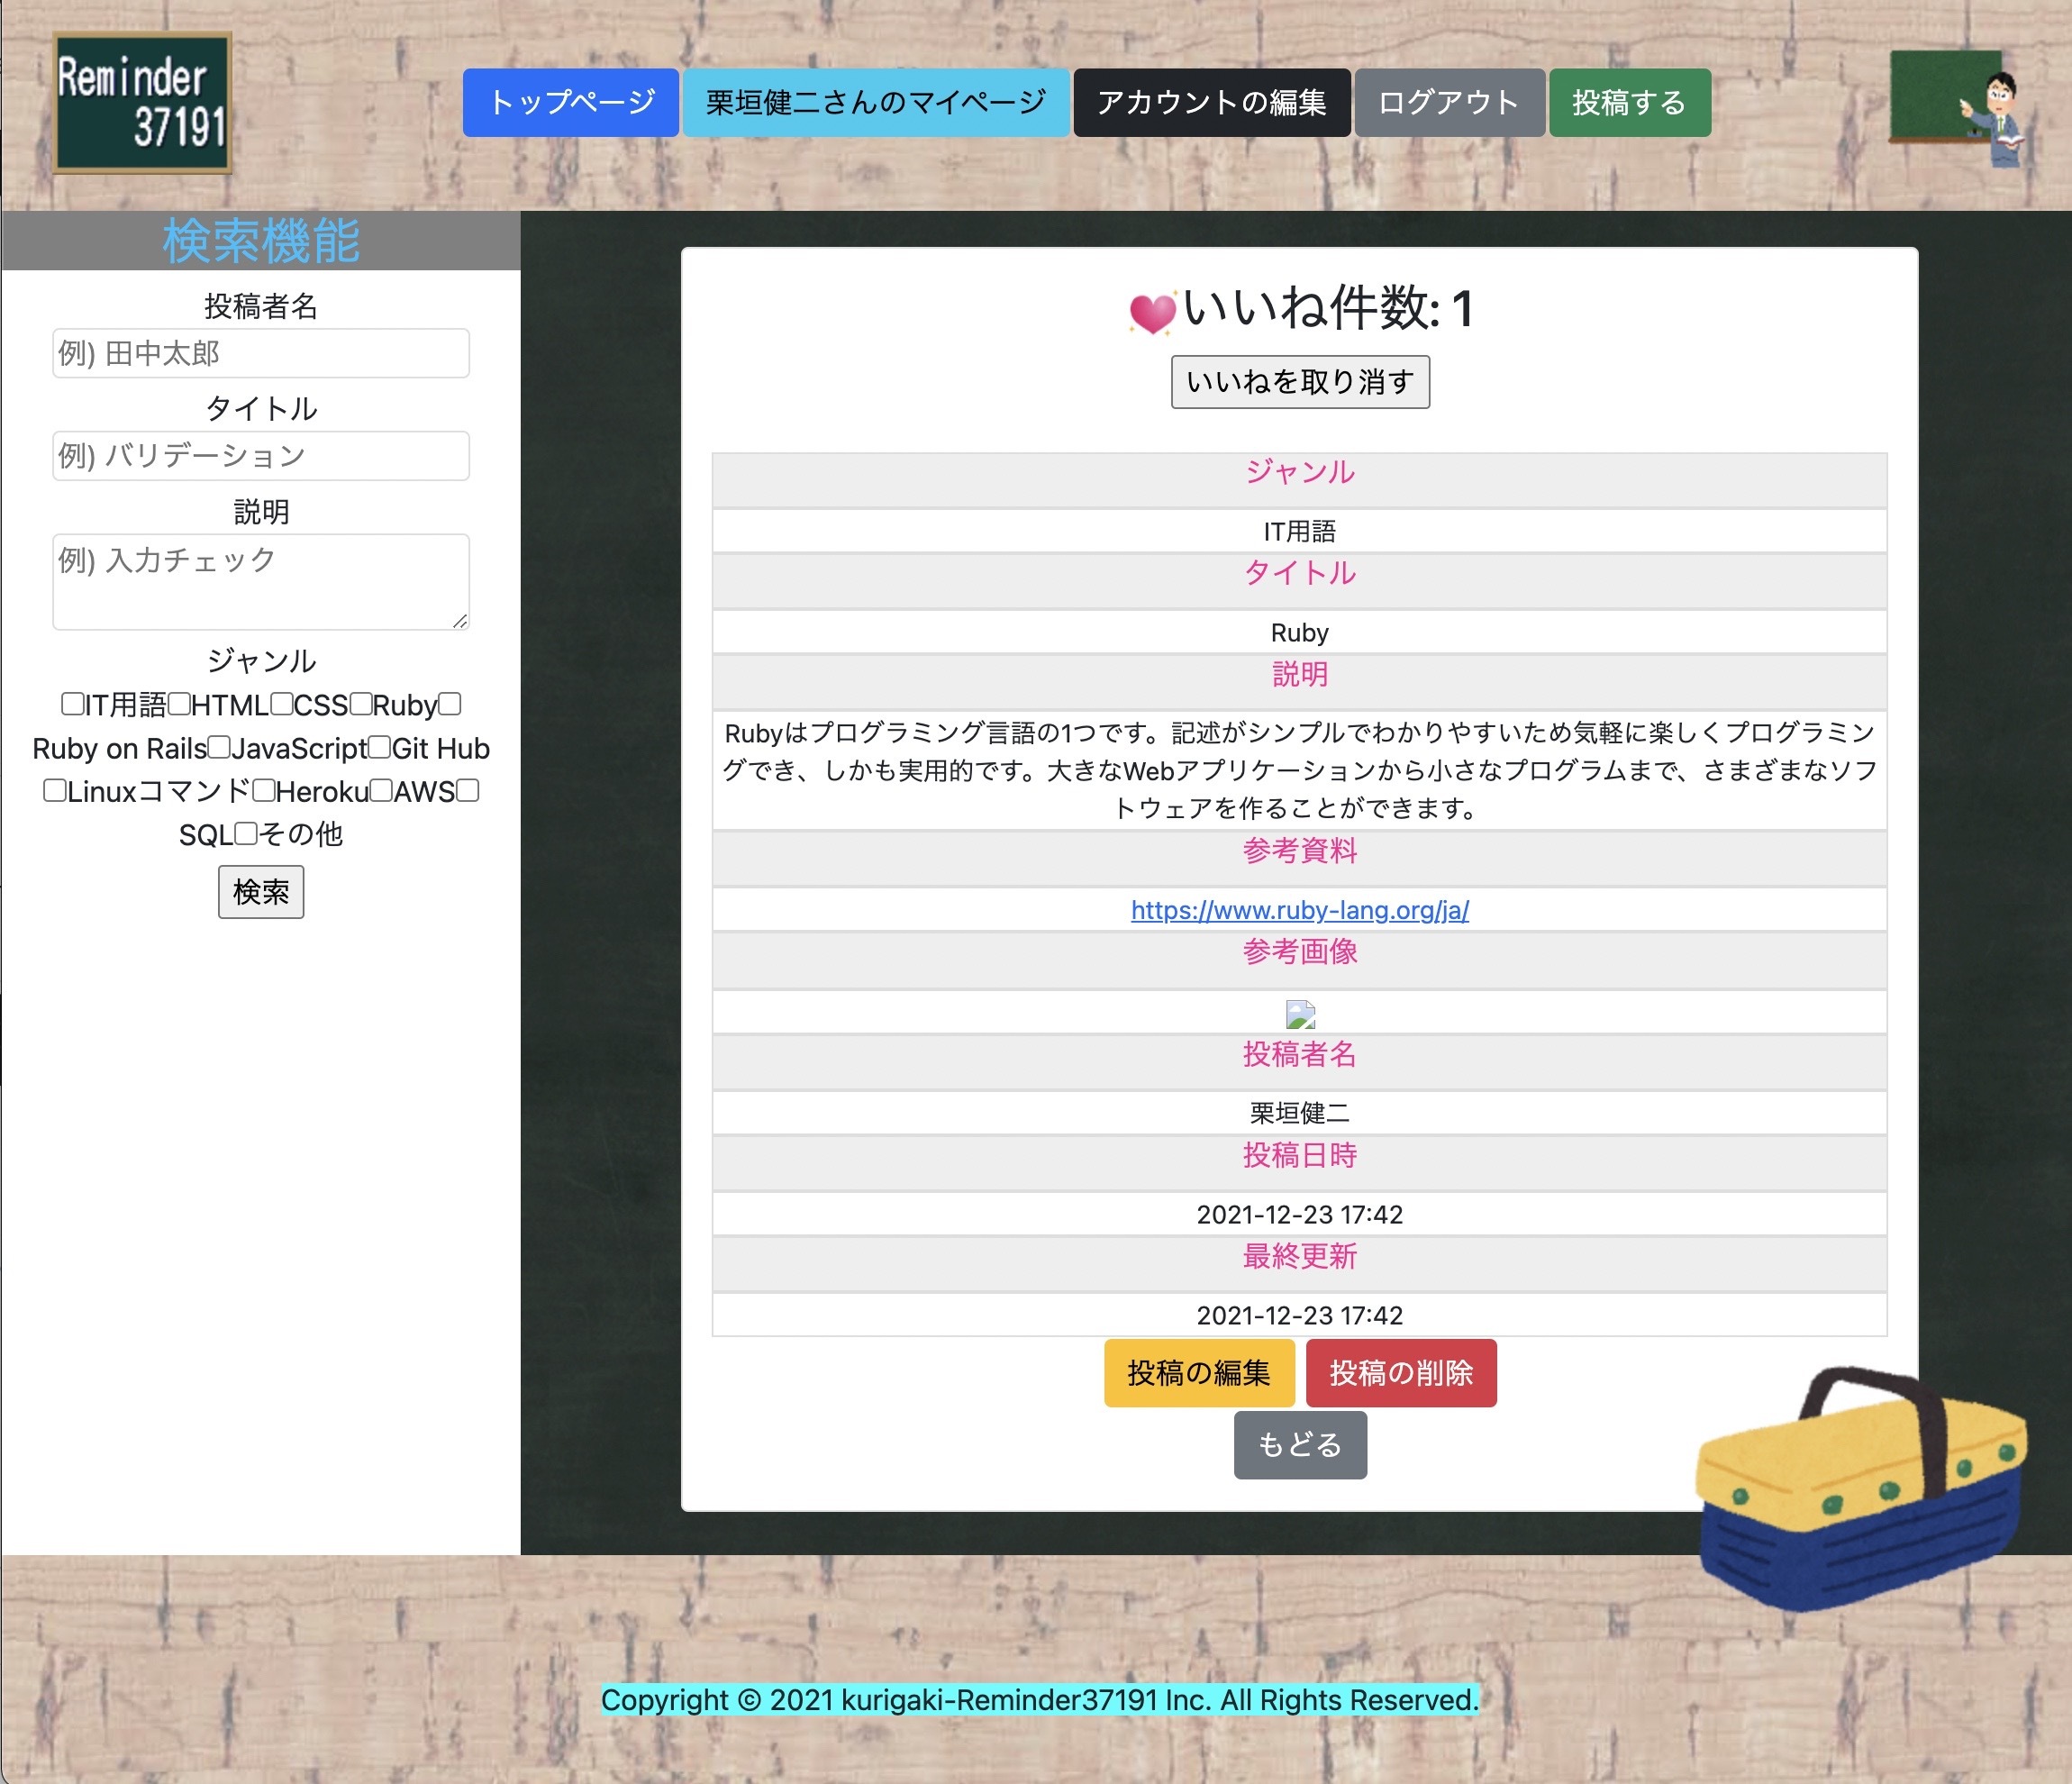 Reminder
37191
トップページ 栗垣健二さんのマイページ アカウントの編集 ログアウト 投稿する
検索機能
投稿者名
例) 田中太郎
タイトル
例) バリデーション
説明
例) 入力チェック
ジャンル
IT用語 HTML CSS Ruby
Ruby on Rails JavaScript Git Hub
Linuxコマンド Heroku AWS
SQL その他
検索
いいね件数: 1
いいねを取り消す
ジャンル
IT用語
タイトル
Ruby
説明
Rubyはプログラミング言語の1つです。記述がシンプルでわかりやすいため気軽に楽しくプログラミン
グでき、しかも実用的です。大きなWebアプリケーションから小さなプログラムまで、さまざまなソフ
トウェアを作ることができます。
参考資料
https://www.ruby-lang.org/ja/
参考画像
投稿者名
栗垣健二
投稿日時
2021-12-23 17:42
最終更新
2021-12-23 17:42
投稿の編集 投稿の削除
もどる
Copyright © 2021 kurigaki-Reminder37191 Inc. All Rights Reserved.